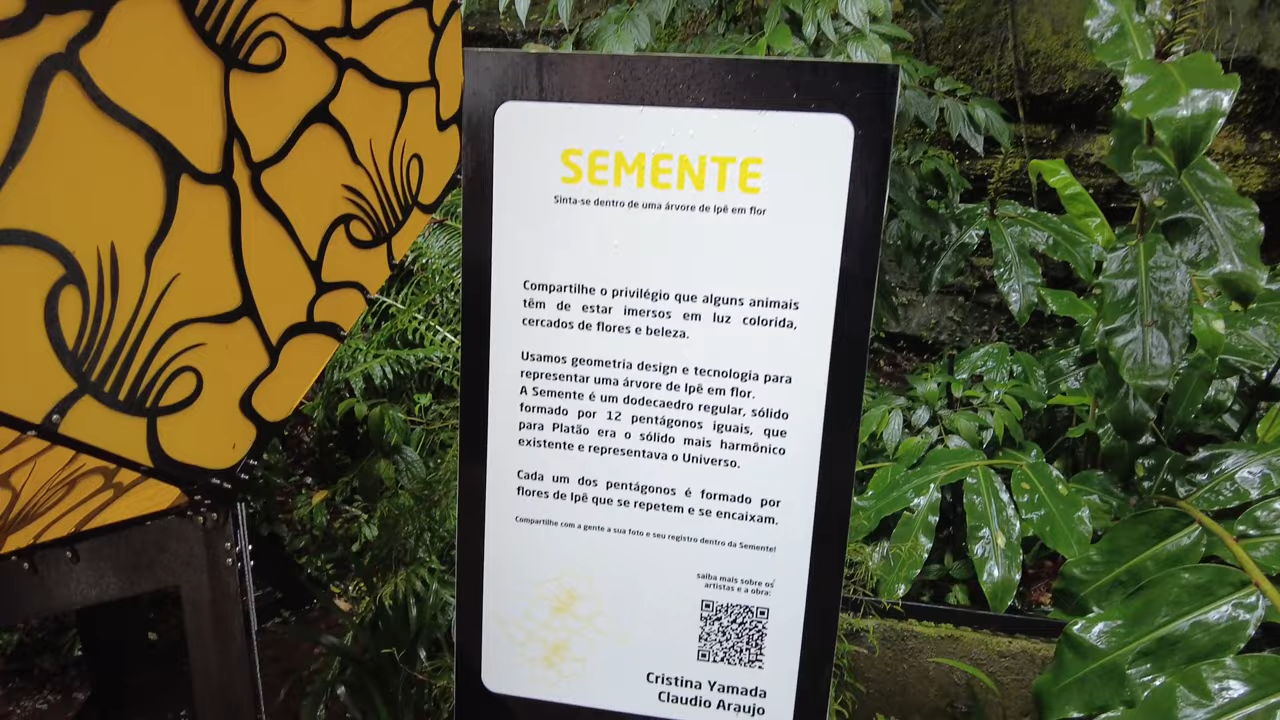 SEMENTE
Sinta-se dentro de uma árvore de Ipê em flor
Compartilhe o privilégio que alguns animais
têm de estar imersos em luz colorida,
cercados de flores e beleza.
Usamos geometria design e tecnologia para
representar uma árvore de Ipê em flor.
A Semente é um dodecaedro regular, sólido
formado por 12 pentágonos iguais, que
para Platão era o sólido mais harmônico
existente e representava o Universo.
Cada um dos pentágonos é formado por
flores de Ipê que se repetem e se encaixam.
Compartilhe com a gente a sua foto e seu registro dentro da Semente!
saiba mais sobre os
artistas e a obra:
Cristina Yamada
Claudio Araujo